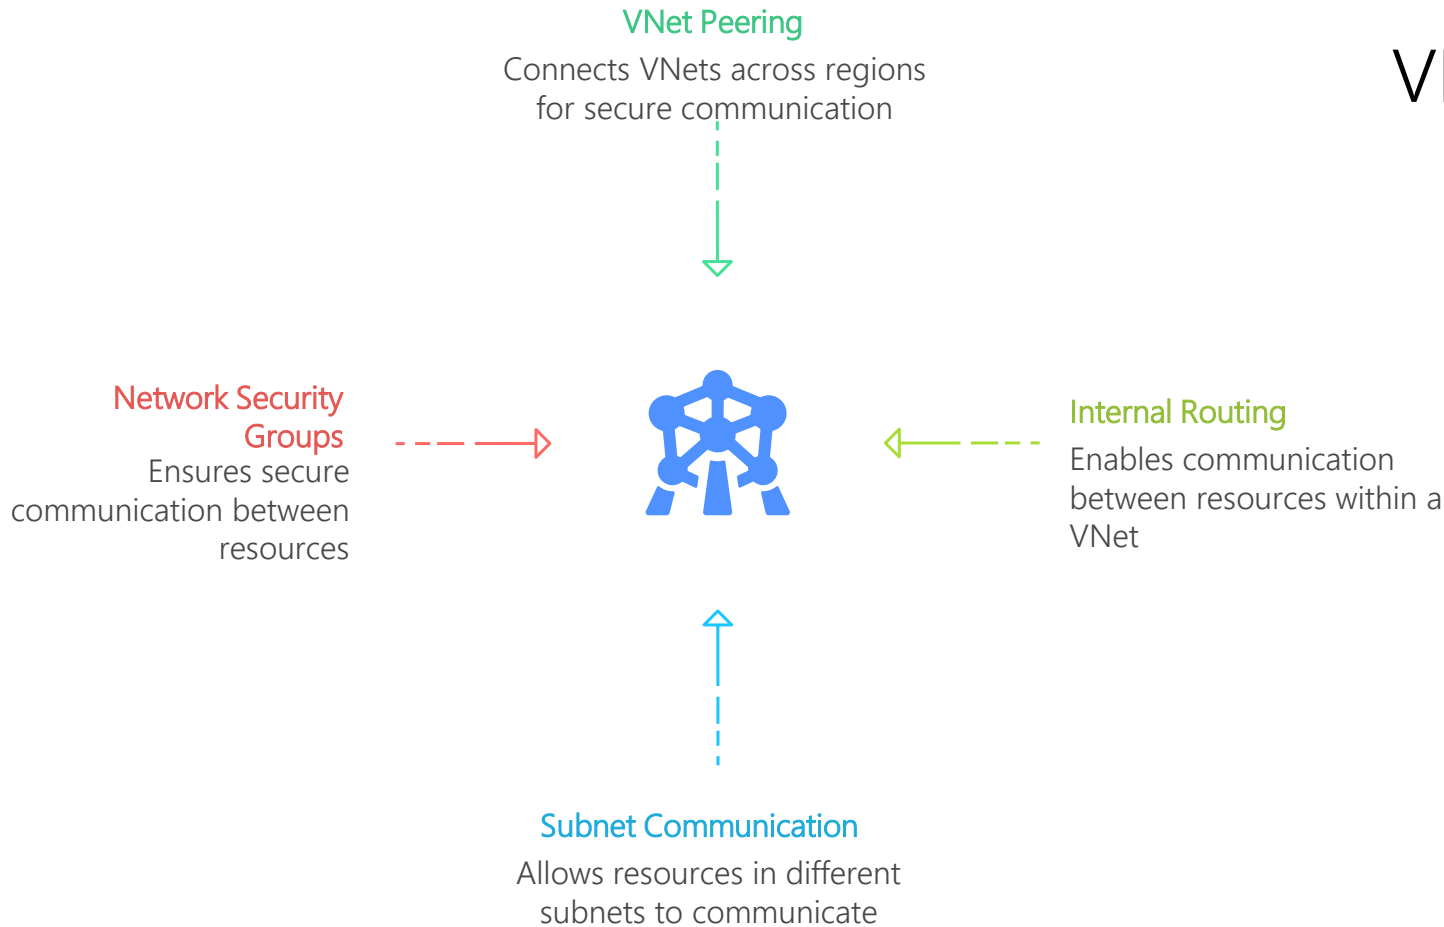 VNet Peering
Connects VNets across regions
for secure communication
Network Security
Groups
Ensures secure
communication between
resources
Internal Routing
Enables communication
between resources within a
VNet
Subnet Communication
Allows resources in different
subnets to communicate